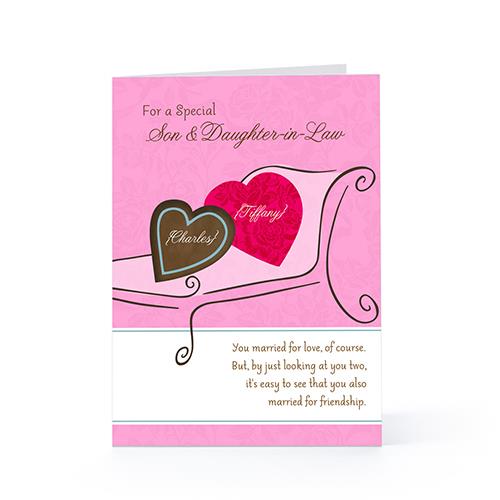 For a Special
Son & Daughter-in-Law
{Tiffany}
{Charles}
You married for love, of course.
But, by just looking at you two,
it's easy to see that you also
married for friendship.